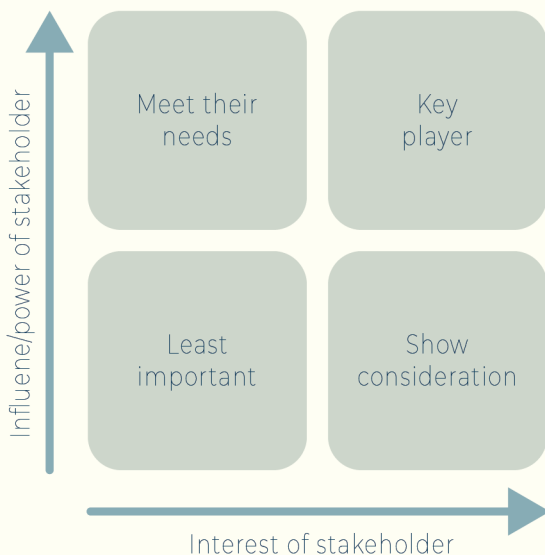 Influene/power of stakeholder
Meet their
needs
Key
player
Least
important
Show
consideration
Interest of stakeholder